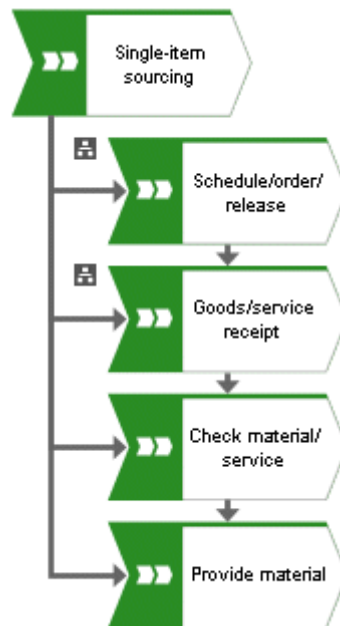 Single-item
sourcing
Schedule/order/
release
Goods/service
receipt
Check material/
service
Provide material